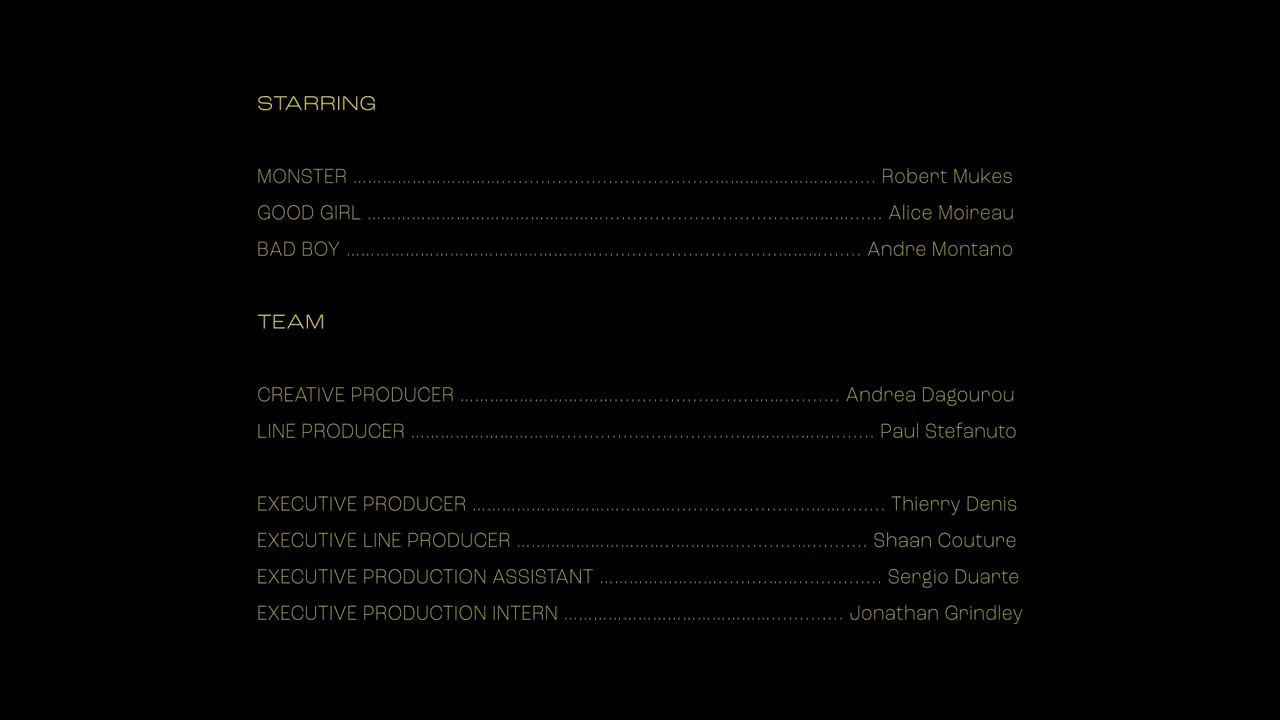 STARRING
MONSTER ........................................................................................ Robert Mukes
GOOD GIRL ....................................................................................... Alice Moireau
BAD BOY ....................................................................................... Andre Montano
TEAM
CREATIVE PRODUCER ................................................................ Andrea Dagourou
LINE PRODUCER .............................................................................. Paul Stefanuto
EXECUTIVE PRODUCER ..................................................................... Thierry Denis
EXECUTIVE LINE PRODUCER ........................................................... Shaan Couture
EXECUTIVE PRODUCTION ASSISTANT ................................................ Sergio Duarte
EXECUTIVE PRODUCTION INTERN ............................................... Jonathan Grindley